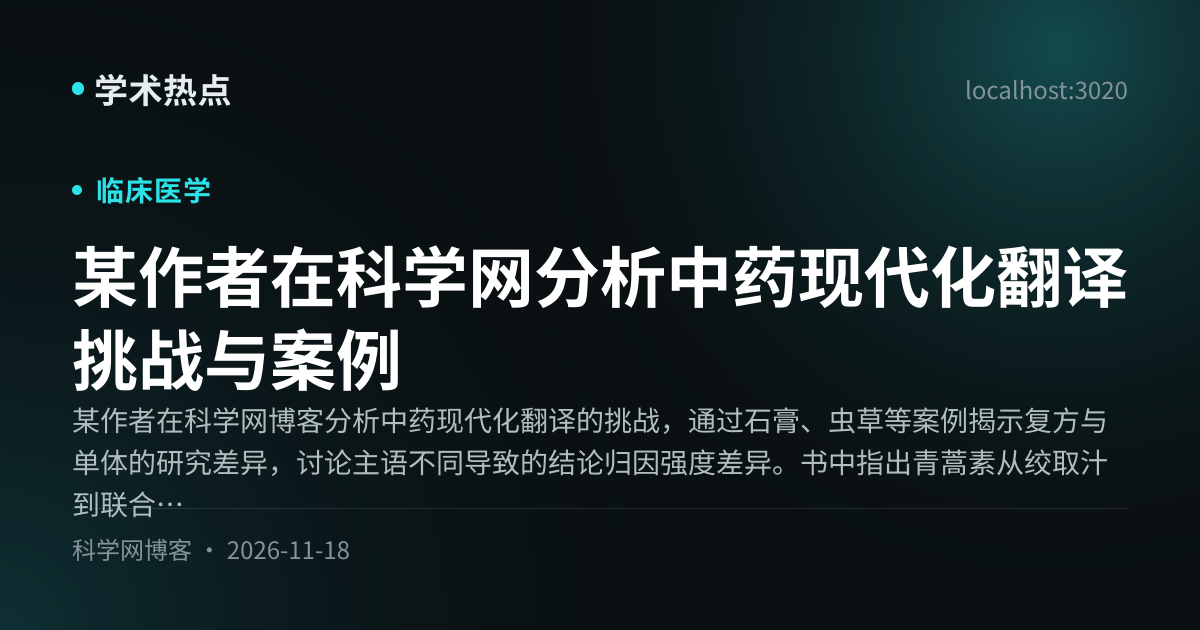 学术热点
localhost:3020
临床医学
某作者在科学网分析中药现代化翻译
挑战与案例
某作者在科学网博客分析中药现代化翻译的挑战，通过石膏、虫草等案例揭示复方与
单体的研究差异，讨论主语不同导致的结论归因强度差异。书中指出青蒿素从绞取汁
到联合…
科学网博客 · 2026-11-18